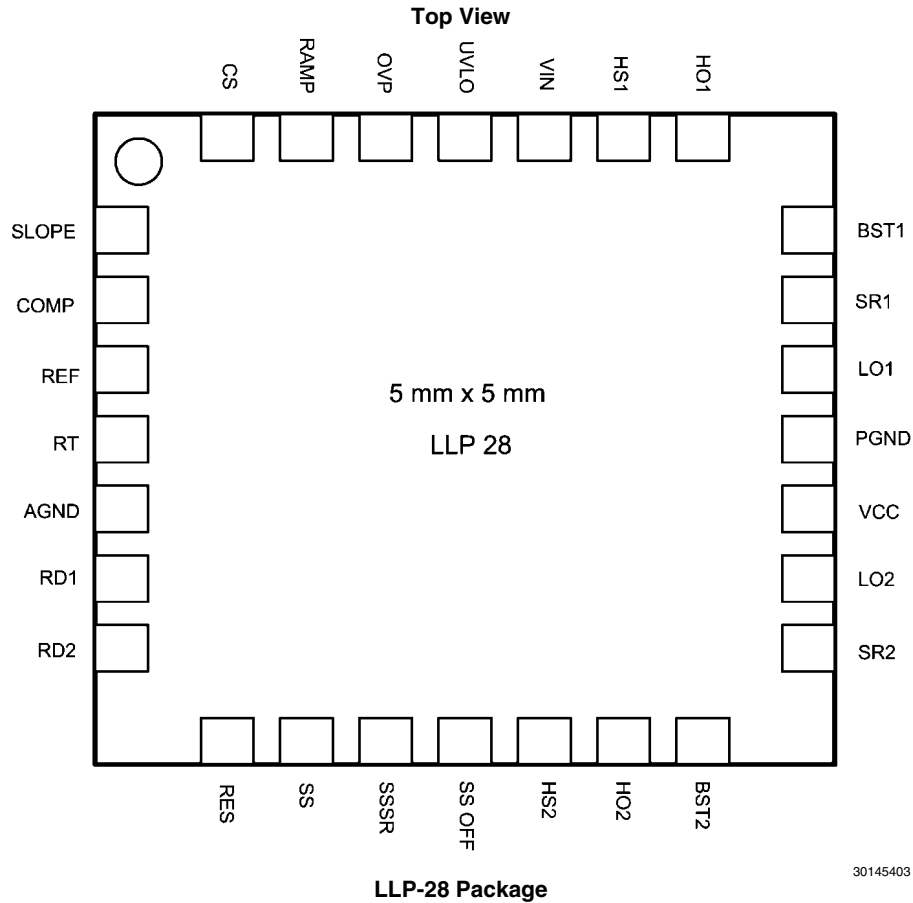 Top View
CS
RAMP
OVP
UVLO
VIN
HS1
HO1
SLOPE
COMP
REF
RT
AGND
RD1
RD2
5 mm x 5 mm
LLP 28
BST1
SR1
LO1
PGND
VCC
LO2
SR2
RES
SS
SSSR
SS OFF
HS2
HO2
BST2
30145403
LLP-28 Package